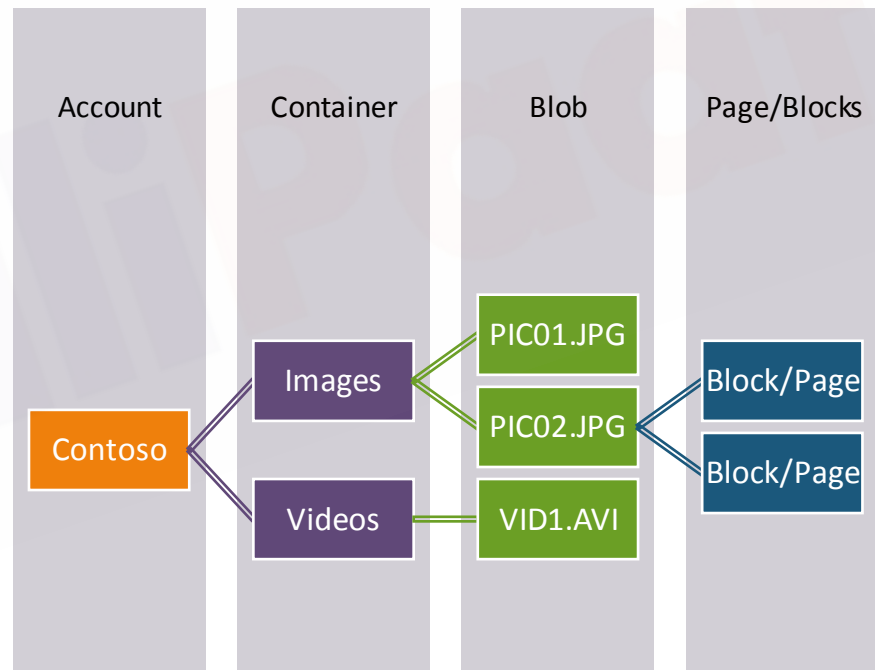 Account
Container
Blob
Page/Blocks
PIC01.JPG
Images
Block/Page
PIC02.JPG
Contoso
Block/Page
Videos
VID1.AVI